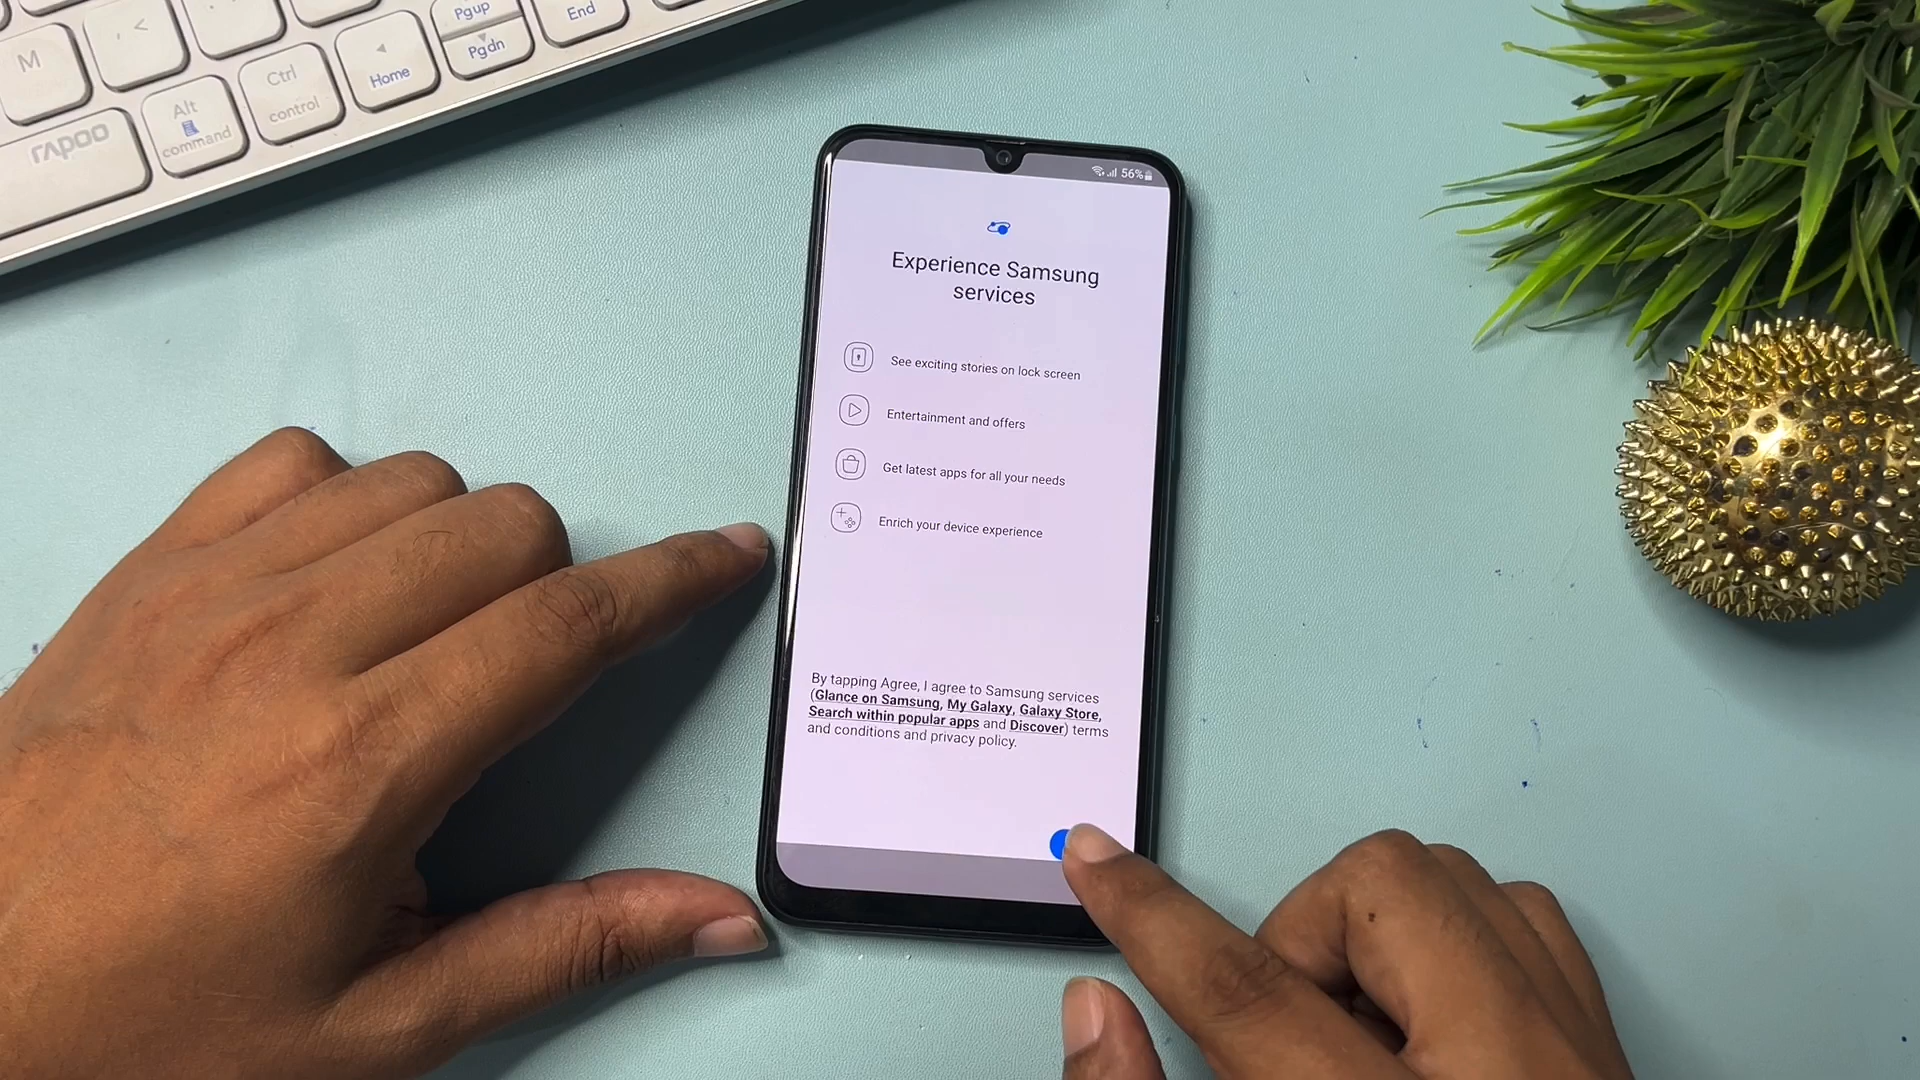 Pgup
End
M
<
Ctrl
Home
Pgdn
Alt
control
rapoo
command
56%
Experience Samsung
services
See exciting stories on lock screen
Entertainment and offers
Get latest apps for all your needs
Enrich your device experience
By tapping Agree, I agree to Samsung services
(Glance on Samsung, My Galaxy, Galaxy Store,
Search within popular apps and Discover) terms
and conditions and privacy policy.